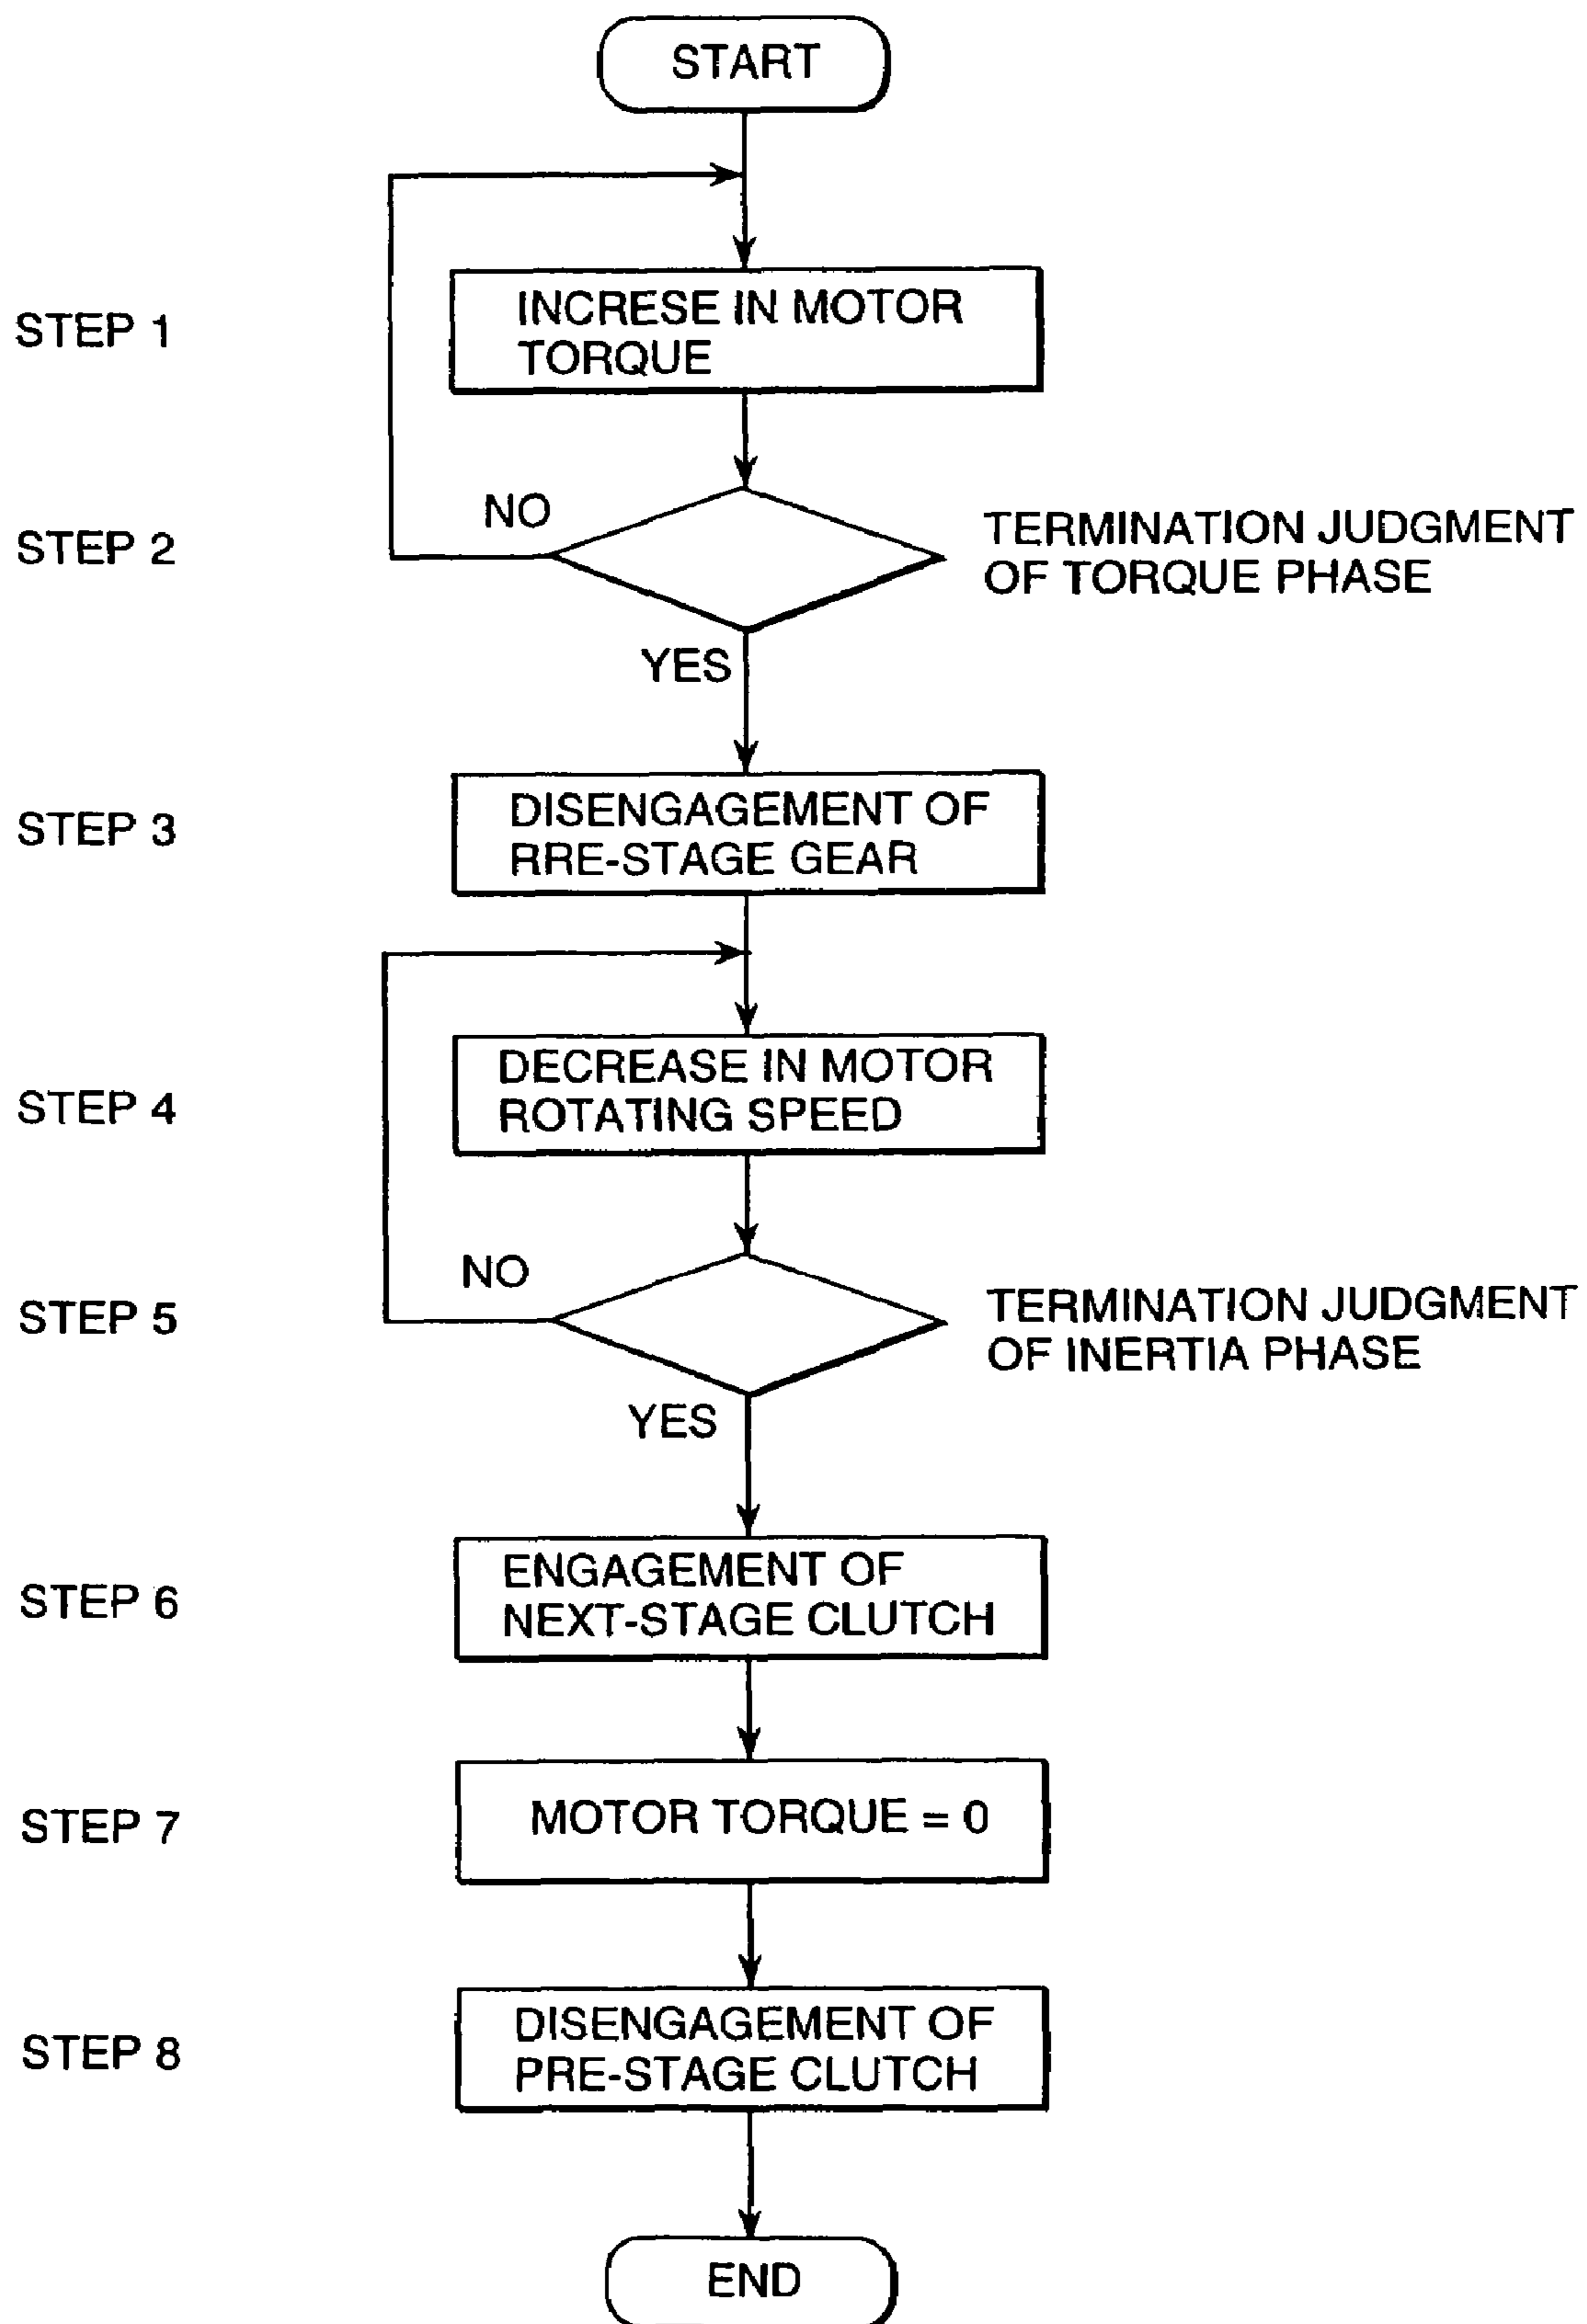 START
STEP 1
INCRESE IN MOTOR
TORQUE
NO
STEP 2
TERMINATION JUDGMENT
OF TORQUE PHASE
YES
STEP 3
DISENGAGEMENT OF
RRE-STAGE GEAR
STEP 4
DECREASE IN MOTOR
ROTATING SPEED
NO
STEP 5
TERMINATION JUDGMENT
OF INERTIA PHASE
YES
STEP 6
ENGAGEMENT OF
NEXT-STAGE CLUTCH
STEP 7
MOTOR TORQUE = 0
STEP 8
DISENGAGEMENT OF
PRE-STAGE CLUTCH
END